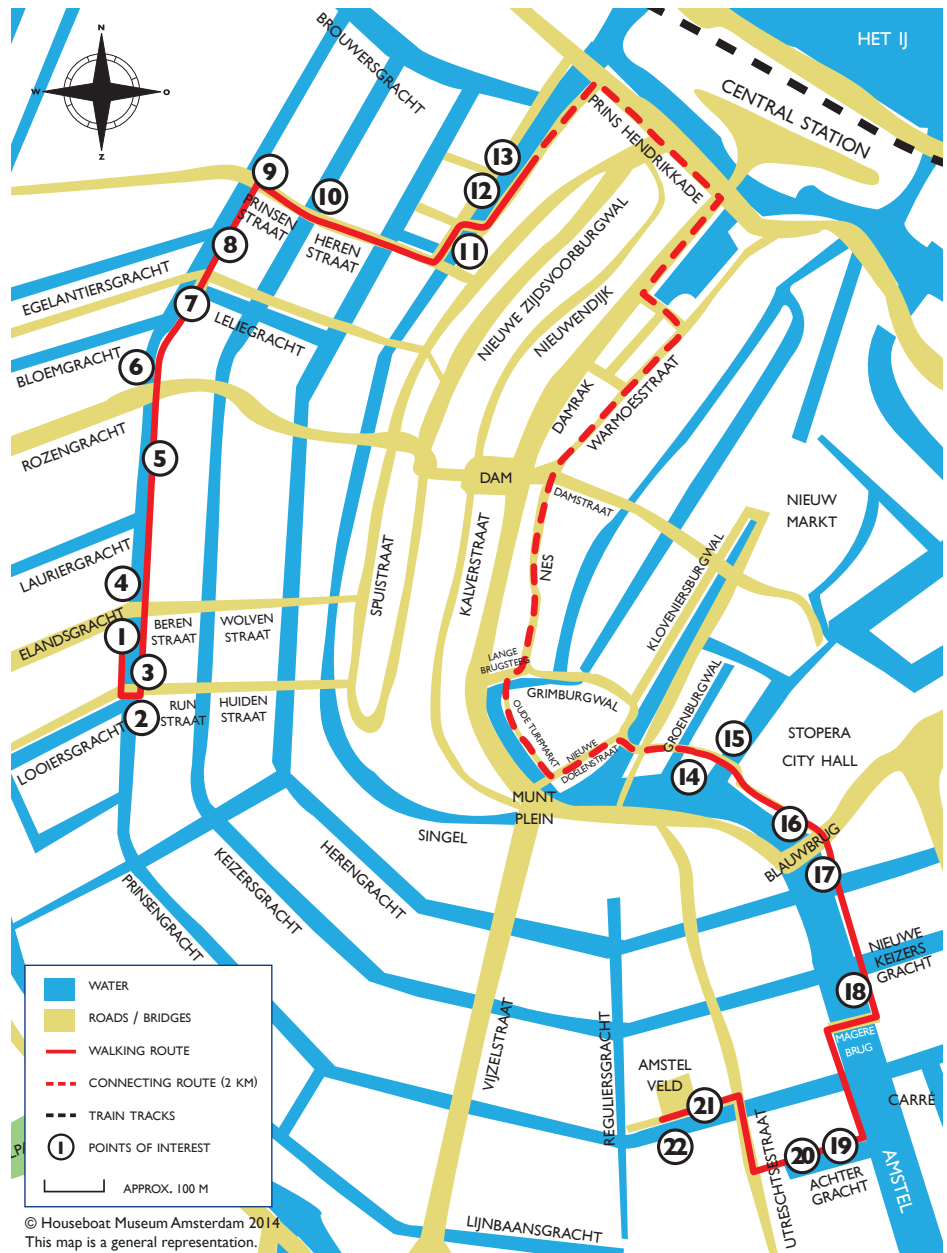 N
W
O
Z
HET IJ
CENTRAL STATION
BROUWERSGRACHT
PRINS HENDRIKKADE
13
12
9
10
PRINSEN
STRAAT
HEREN
STRAAT
8
11
EGELANTIERSGRACHT
7
LELIEGRACHT
NIEUWE ZIJDSVOORBURGWAL
NIEUWENDIJK
BLOEMGRACHT
6
DAMRAK
WARMOESSTRAAT
ROZENGRACHT
5
DAM
DAMSTRAAT
NIEUW
MARKT
LAURIERGRACHT
4
SPUISTRAAT
KALVERSTRAAT
NES
KLOVENIERSBURGWAL
ELANDSGRACHT
1
BEREN
STRAAT
WOLVEN
STRAAT
3
LANGE
BRUGSTEEG
GRIMBURGWAL
2
RUN
STRAAT
HUIDEN
STRAAT
LOOIERSGRACHT
OUDE TURFMARKT
NIEUWE
DOELENSTRAAT
GROENBURGWAL
15
14
STOPERA
CITY HALL
MUNT
PLEIN
SINGEL
16
BLAUWBRUG
17
PRINSENGRACHT
KEIZERSGRACHT
HERENGRACHT
NIEUWE
KEIZERS
GRACHT
18
MAGERE
BRUG
VIJZELSTRAAT
REGULIERSGRACHT
AMSTEL
VELD
21
22
CARRÉ
UTRECHTSESTRAAT
20
19
ACHTER
GRACHT
AMSTEL
LIJNBAANSGRACHT
WATER
ROADS / BRIDGES
WALKING ROUTE
CONNECTING ROUTE (2 KM)
TRAIN TRACKS
1
POINTS OF INTEREST
APPROX. 100 M
© Houseboat Museum Amsterdam 2014
This map is a general representation.